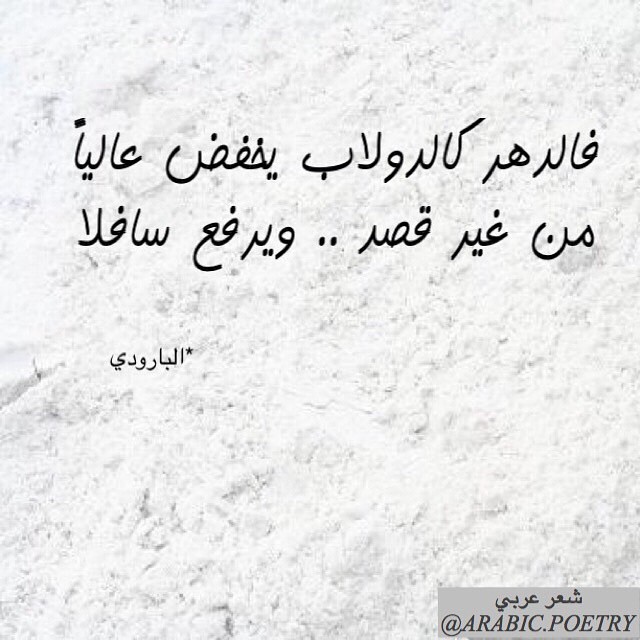 فالدهر كالدولاب يخفض عالياً
من غير قصد .. ويرفع سافلا
*البارودي
شعر عربي
@ARABIC.POETRY